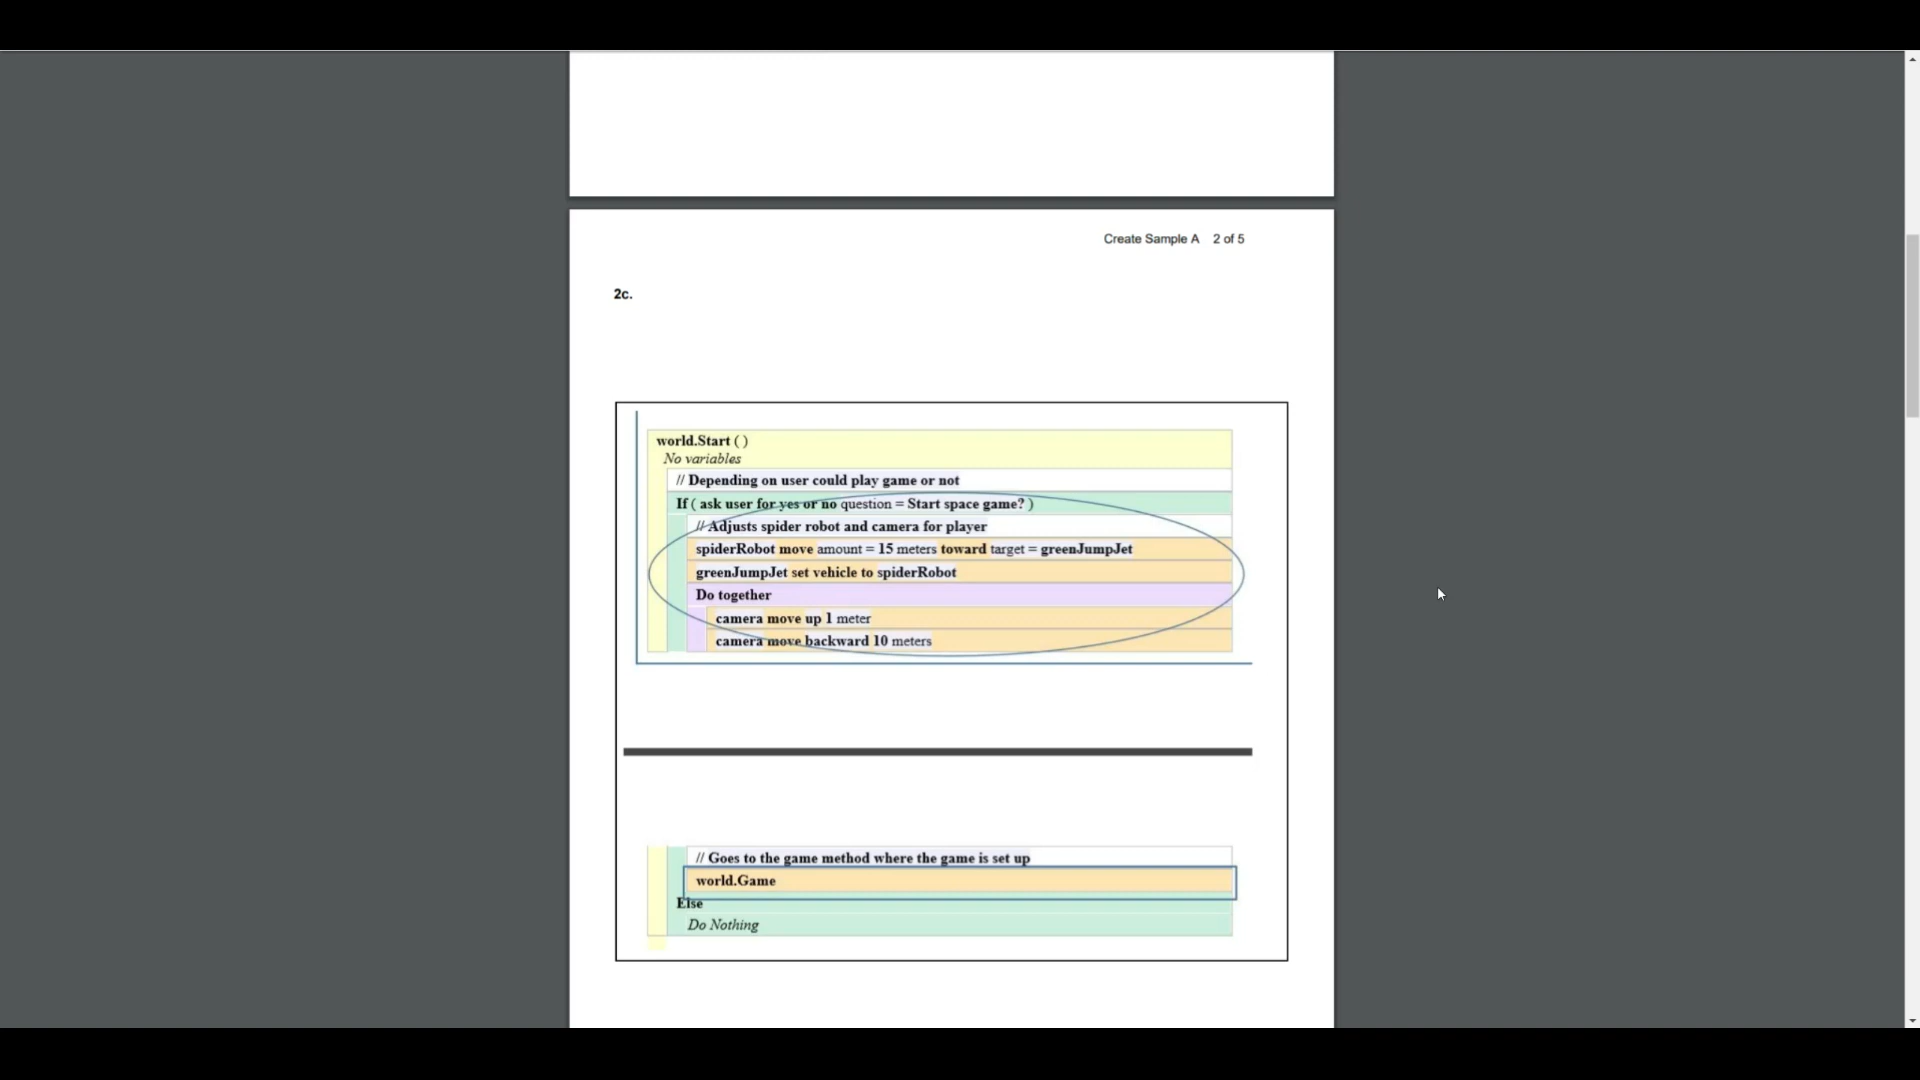 Create Sample A 2 of 5
2c.
world.Start ( )
No variables
// Depending on user could play game or not
If ( ask user for yes or no question = Start space game? )
// Adjusts spider robot and camera for player
spiderRobot move amount = 15 meters toward target = greenJumpJet
greenJumpJet set vehicle to spiderRobot
Do together
camera move up 1 meter
camera move backward 10 meters
// Goes to the game method where the game is set up
world.Game
Else
Do Nothing